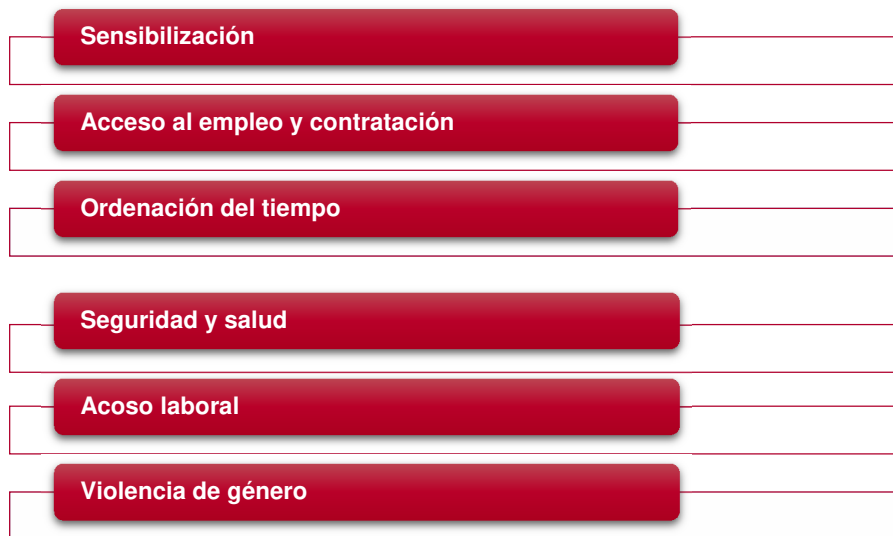 Sensibilización
Acceso al empleo y contratación
Ordenación del tiempo
Seguridad y salud
Acoso laboral
Violencia de género